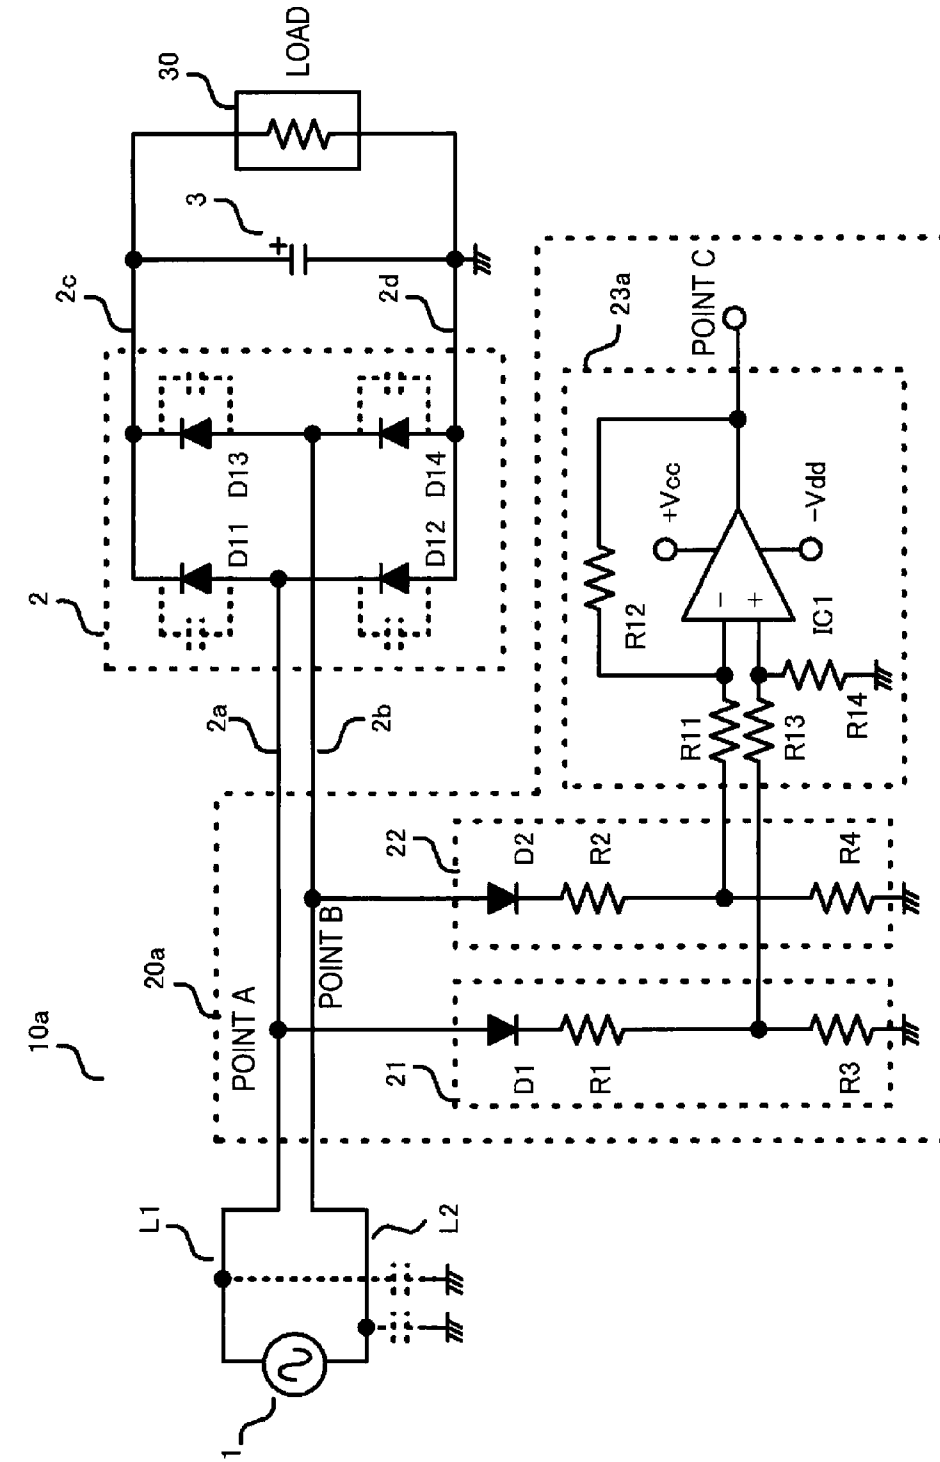 10a
1
L1
L2
20a
POINT A
POINT B
2a
2b
2
D11
D12
D13
D14
2c
2d
3
+
30
LOAD
21
D1
R1
R3
22
D2
R2
R4
23a
R11
R13
R12
R14
−
+
IC1
+Vcc
−Vdd
POINT C